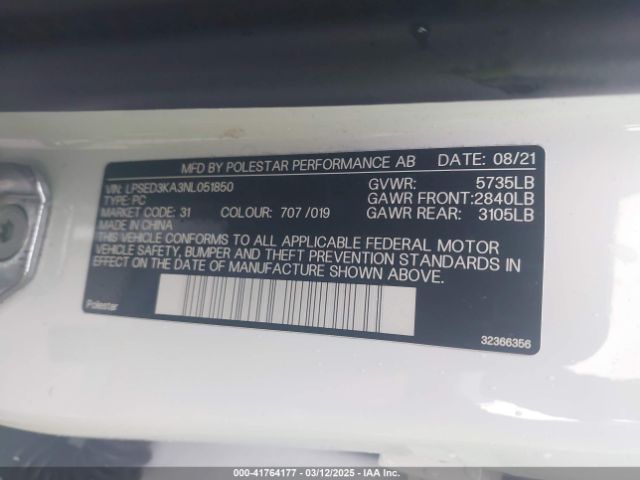 MFD BY POLESTAR PERFORMANCE AB DATE: 08/21
VIN: LPSED3KA3NL051850 GVWR: 5735LB
TYPE: PC GAWR FRONT:2840LB
MARKET CODE: 31 COLOUR: 707 /019 GAWR REAR: 3105LB
MADE IN CHINA
THIS VEHICLE CONFORMS TO ALL APPLICABLE FEDERAL MOTOR
VEHICLE SAFETY, BUMPER AND THEFT PREVENTION STANDARDS IN
EFFECT ON THE DATE OF MANUFACTURE SHOWN ABOVE.
Polestar
32366356
000-41764177 — 03/12/2025 — IAA Inc.